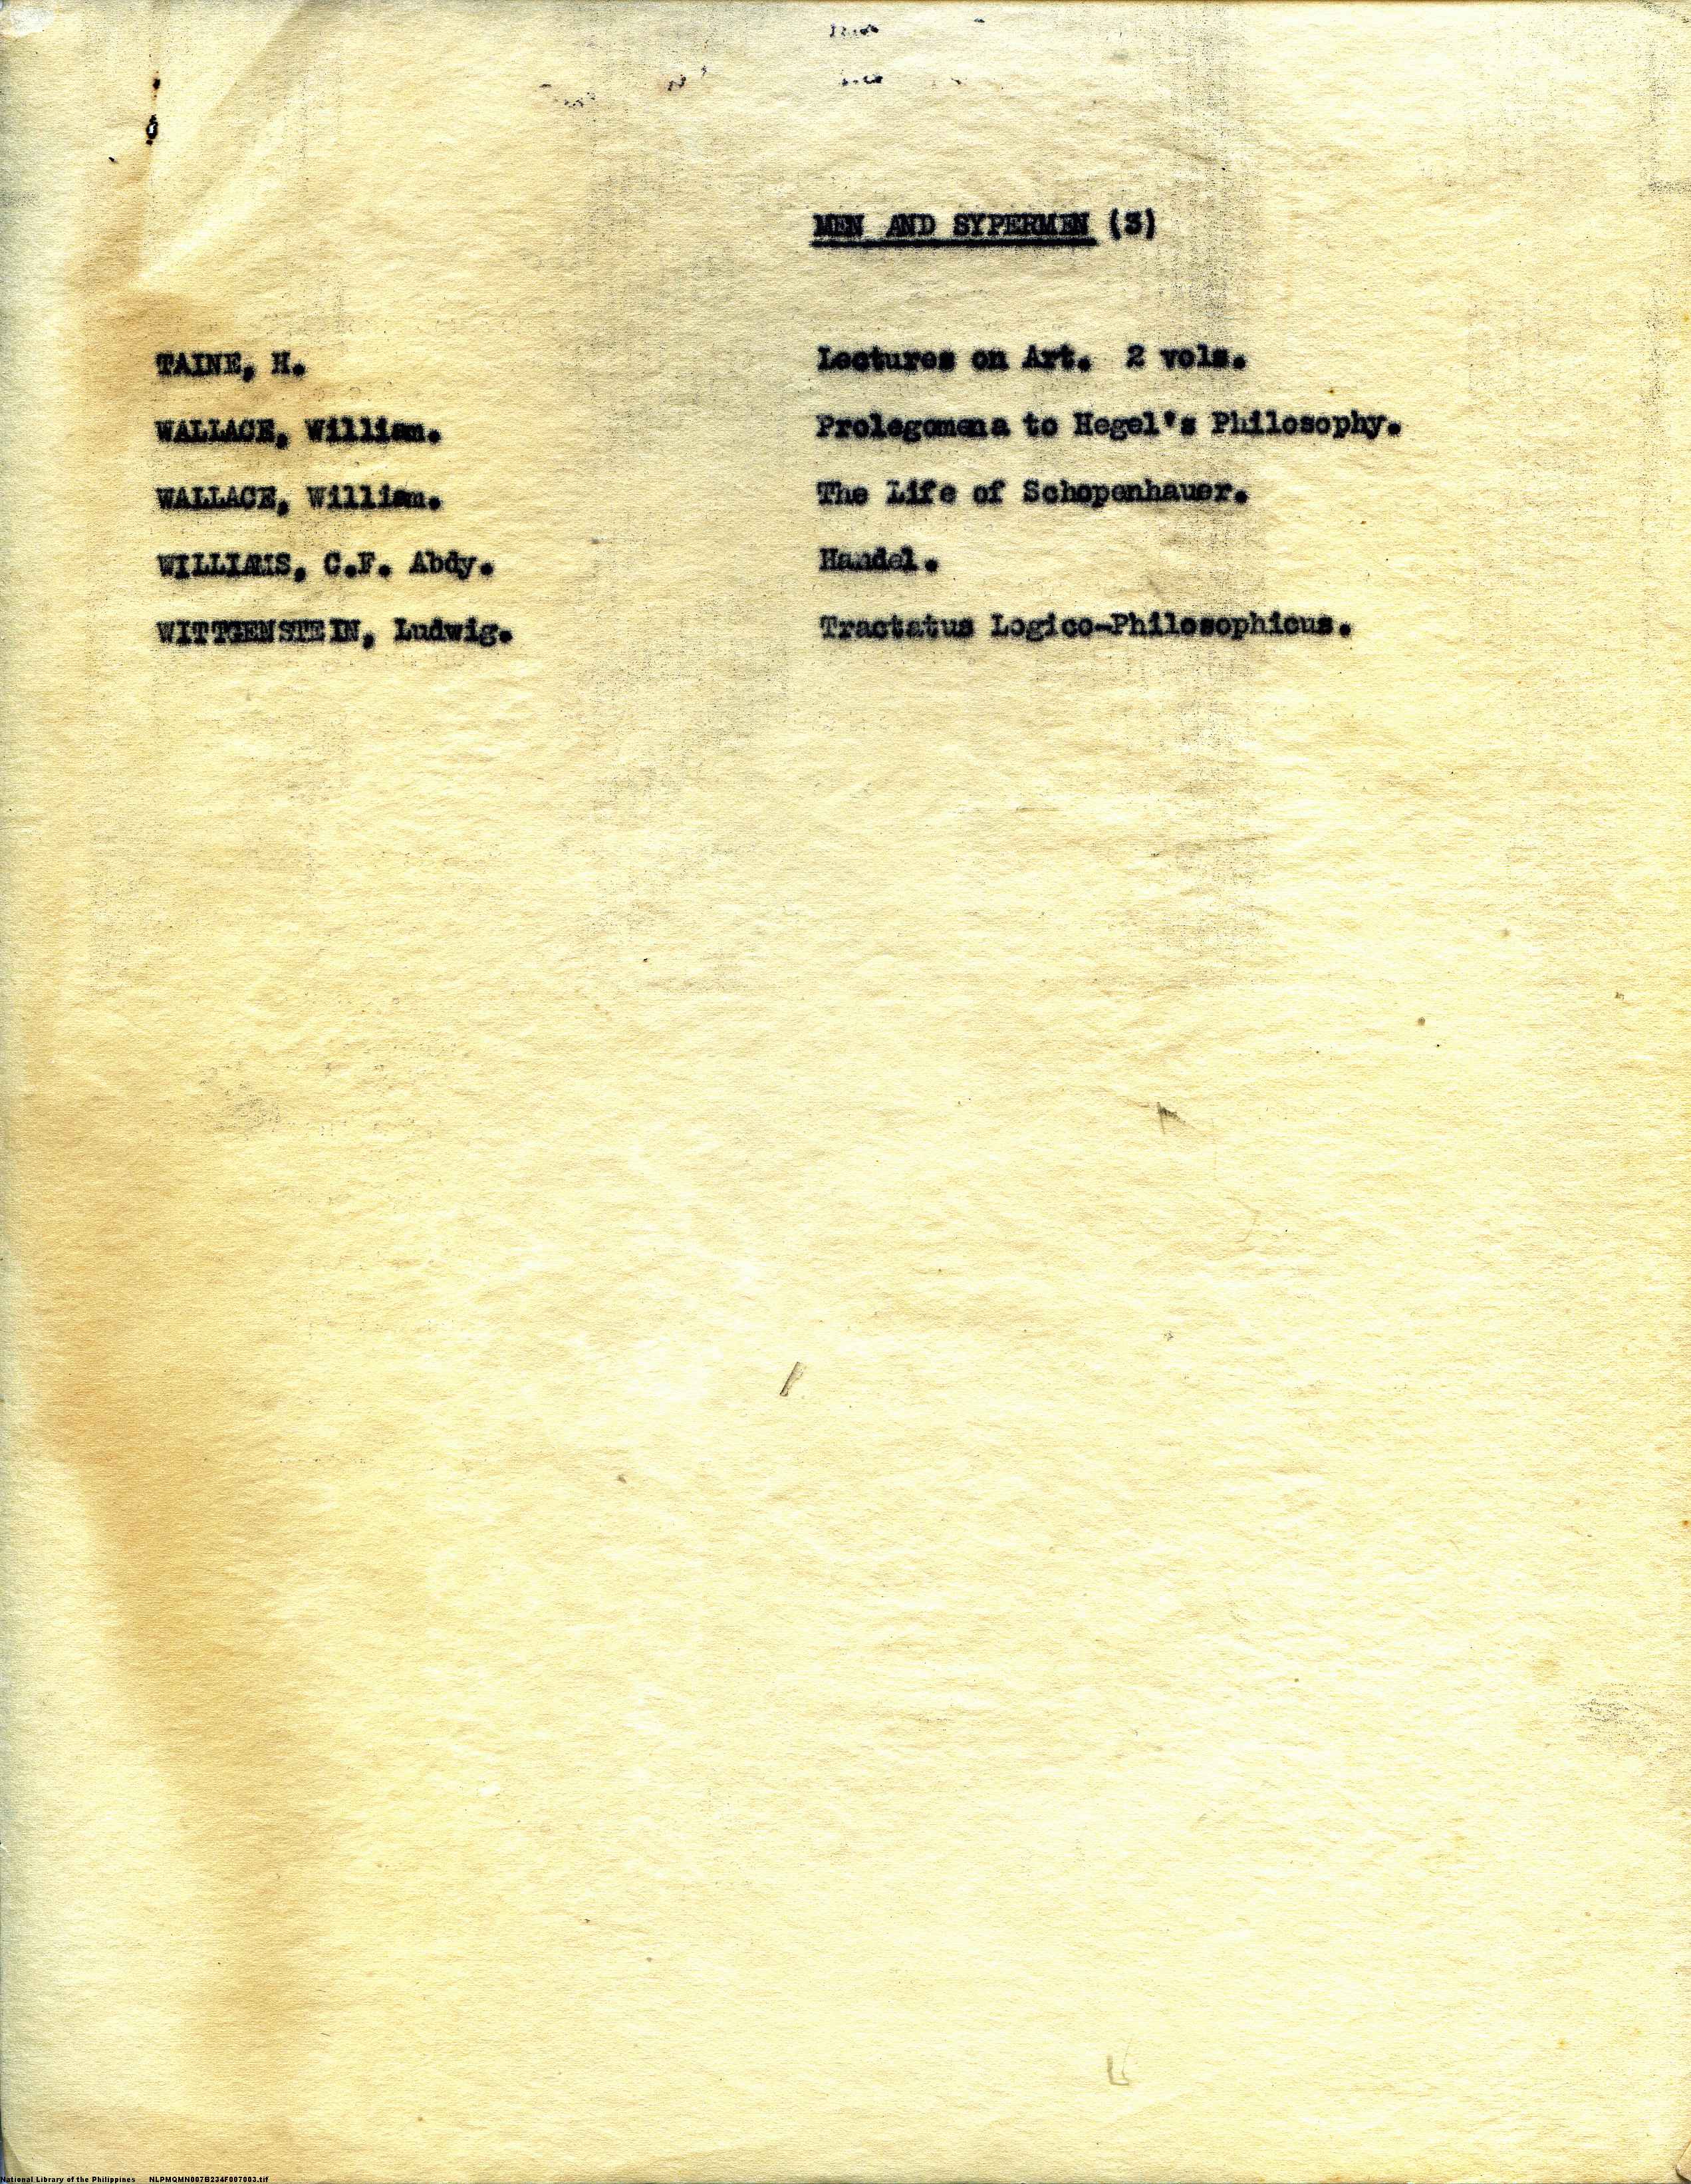 MEN AND SYPERMEN (3)
TAINE, H. Lectures on Art. 2 vols.
WALLACE, William. Prolegomena to Hegel's Philosophy.
WALLACE, William. The Life of Schopenhauer.
WILLIAMS, C.F. Abdy. Handel.
WITTGENSTEIN, Ludwig. Tractatus Logico-Philosophicus.
National Library of the Philippines NLPMQMN007B234F007003.tif